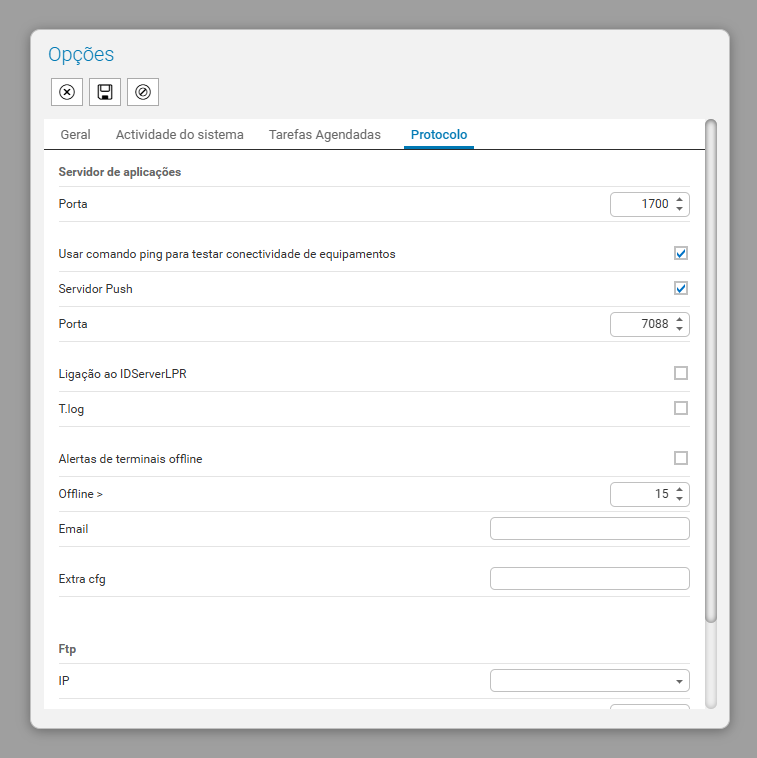 Opções
Geral Actividade do sistema Tarefas Agendadas Protocolo
Servidor de aplicações
Porta 1700
Usar comando ping para testar conectividade de equipamentos
Servidor Push
Porta 7088
Ligação ao IDServerLPR
T.log
Alertas de terminais offline
Offline > 15
Email
Extra cfg
Ftp
IP